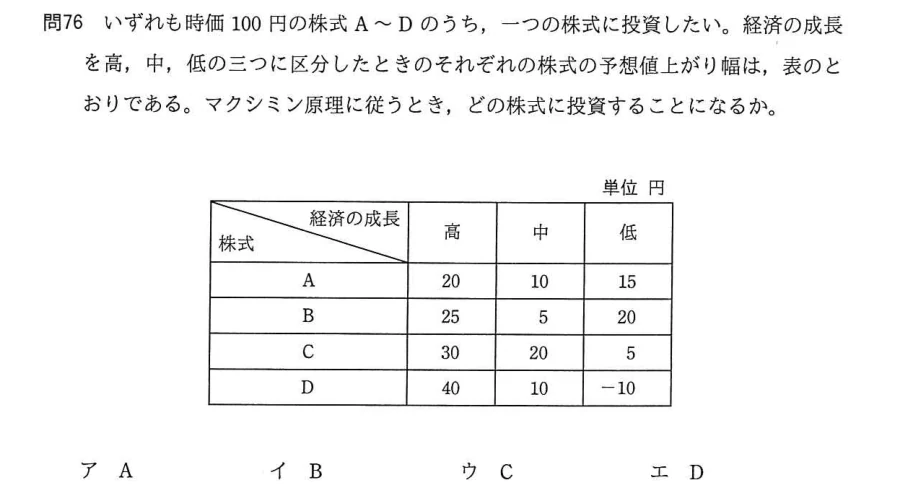 問76 いずれも時価 100 円の株式 A ~ D のうち，一つの株式に投資したい。経済の成長
を高，中，低の三つに区分したときのそれぞれの株式の予想値上がり幅は，表のと
おりである。マクシミン原理に従うとき，どの株式に投資することになるか。
単位 円
経済の成長
株式
高 中 低
A 20 10 15
B 25 5 20
C 30 20 5
D 40 10 －10
ア A イ B ウ C エ D